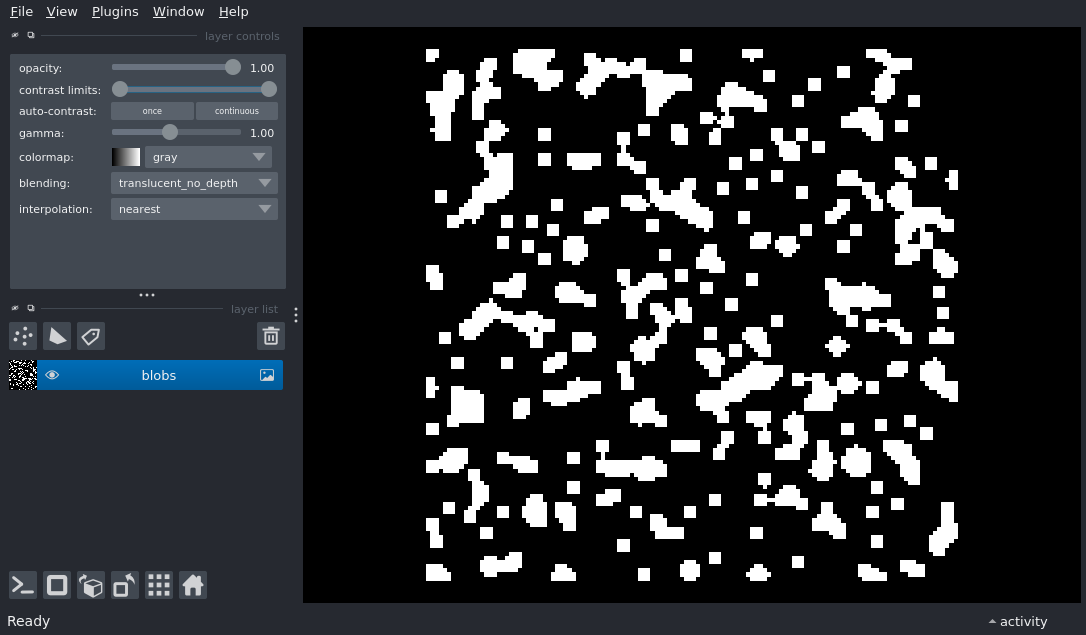 File View Plugins Window Help
layer controls
opacity: 1.00
contrast limits:
auto-contrast: once continuous
gamma: 1.00
colormap: gray
blending: translucent_no_depth
interpolation: nearest
layer list
blobs
Ready
activity